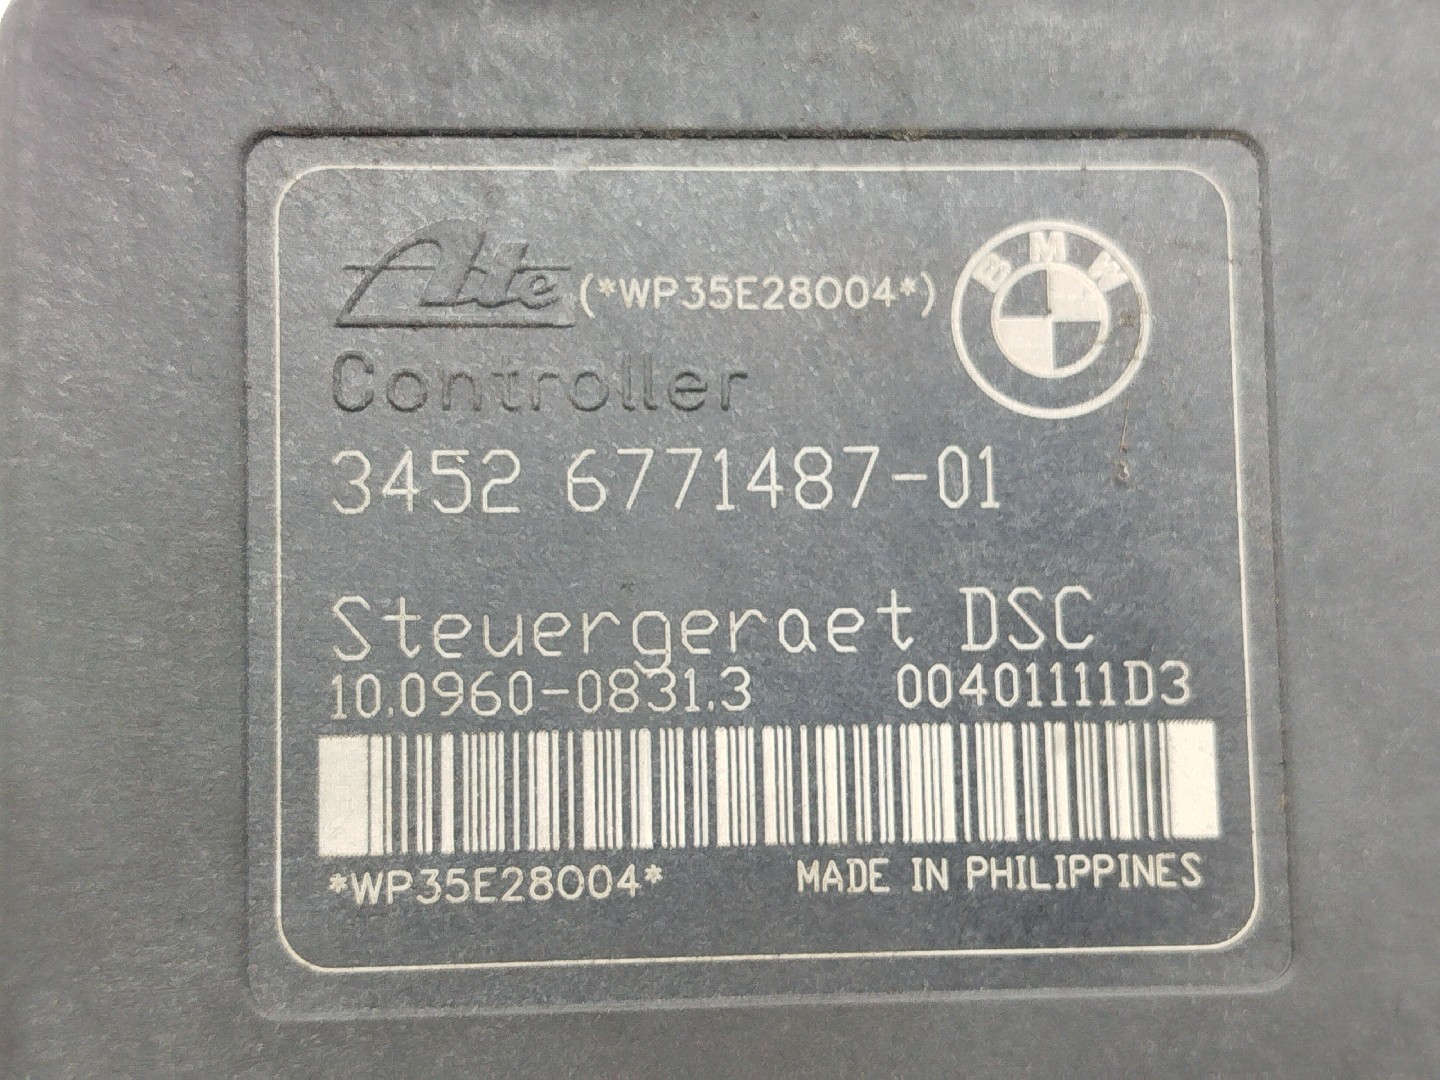 Ate (*WP35E28004*) BMW
Controller
3452 6771487-01
Steuergeraet DSC
10.0960-0831.3 00401111D3
*WP35E28004* MADE IN PHILIPPINES